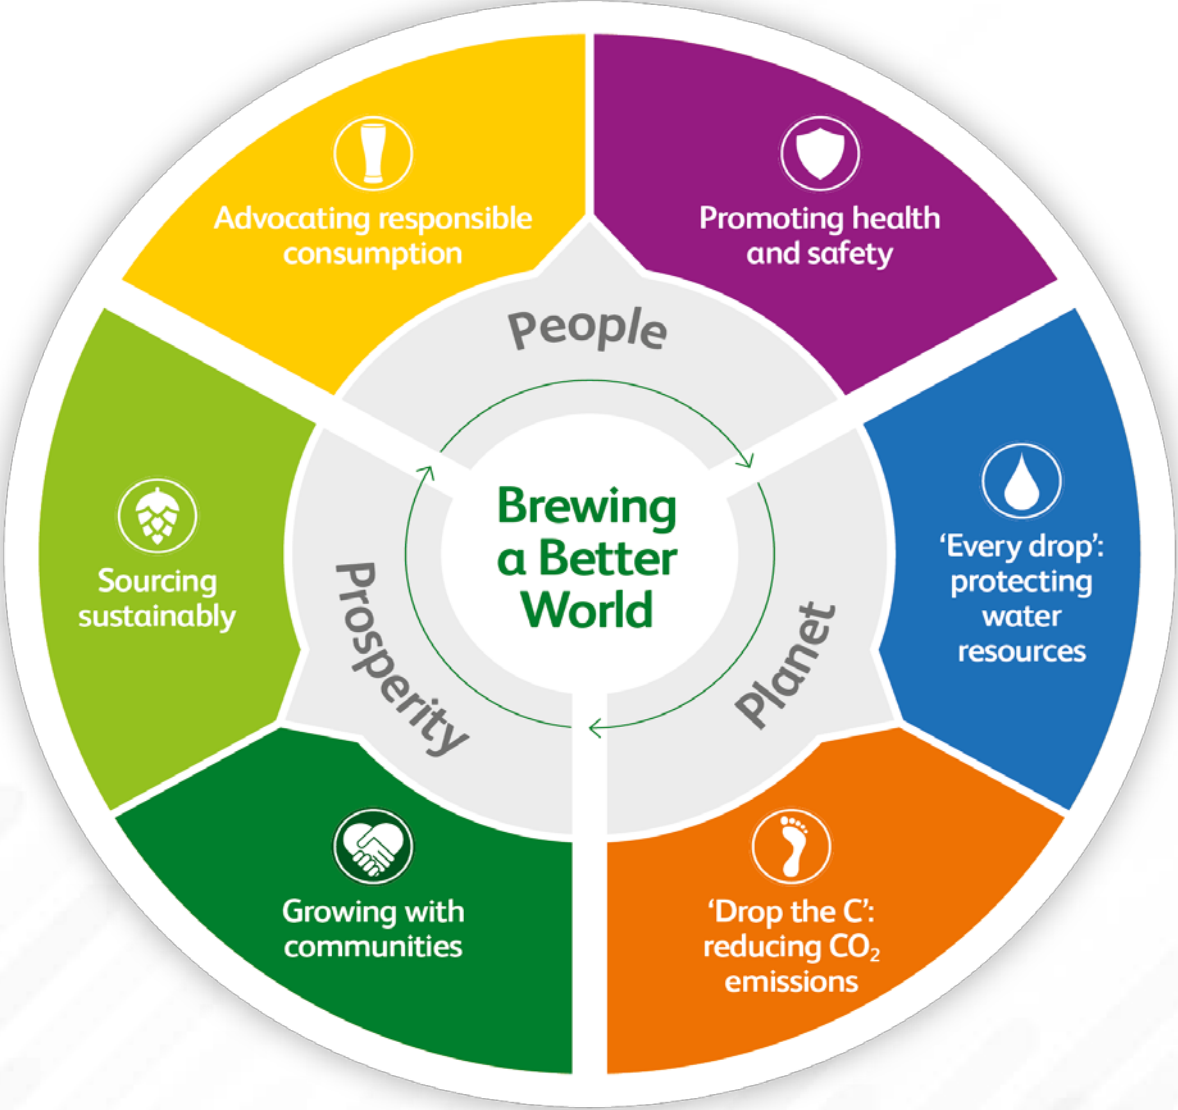 Advocating responsible
consumption
Promoting health
and safety
People
Sourcing
sustainably
Brewing
a Better
World
‘Every drop’:
protecting
water
resources
Prosperity
Planet
Growing with
communities
‘Drop the C’:
reducing CO₂
emissions